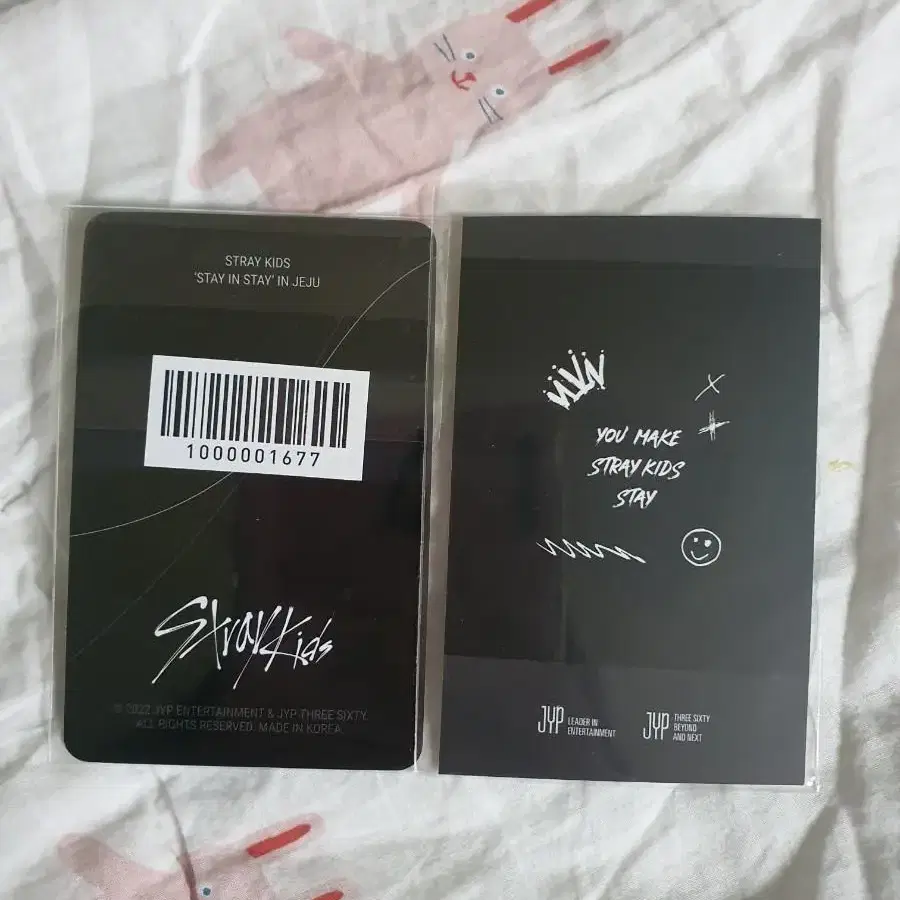 STRAY KIDS
'STAY IN STAY' IN JEJU
1000001677
Stray Kids
© 2022 JYP ENTERTAINMENT & JYP THREE SIXTY.
ALL RIGHTS RESERVED. MADE IN KOREA.
YOU MAKE
STRAY KIDS
STAY
JYP LEADER IN
ENTERTAINMENT
JYP THREE SIXTY
BEYOND
AND NEXT